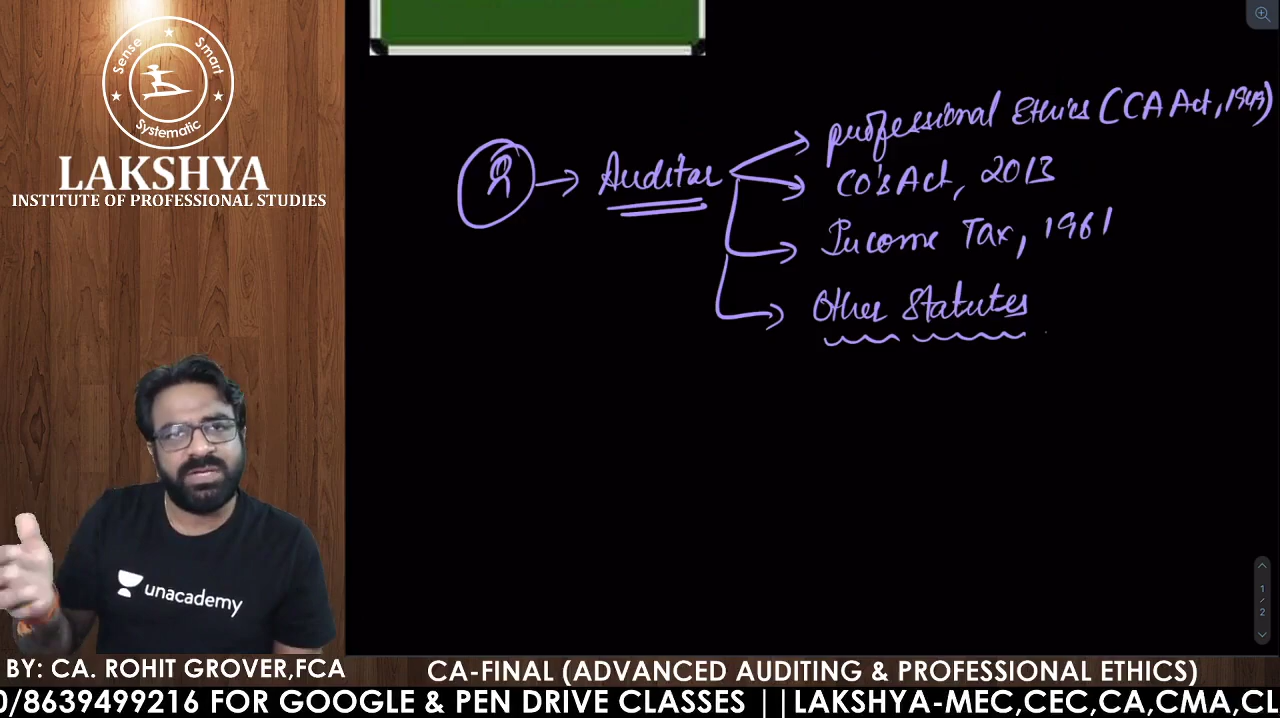 Sense Smart
Systematic
LAKSHYA
INSTITUTE OF PROFESSIONAL STUDIES
Auditor
professional Ethics (CA Act, 1949)
Co's Act, 2013
Income Tax, 1961
Other Statutes
unacademy
1
/
2
BY: CA. ROHIT GROVER,FCA
CA-FINAL (ADVANCED AUDITING & PROFESSIONAL ETHICS)
0/8639499216 FOR GOOGLE & PEN DRIVE CLASSES ||LAKSHYA-MEC,CEC,CA,CMA,CL